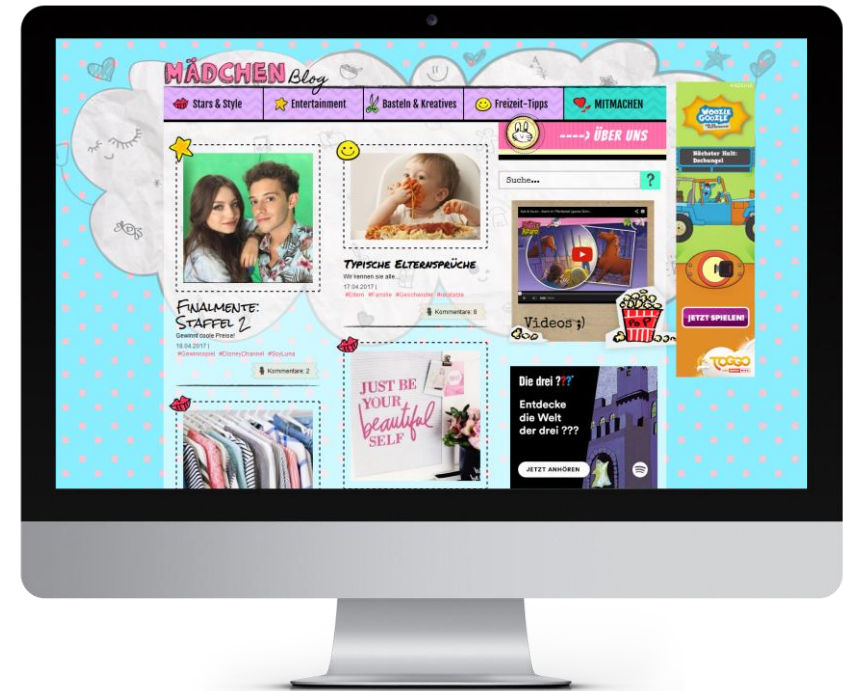 MÄDCHEN Blog
Stars & Style
Entertainment
Basteln & Kreatives
Freizeit-Tipps
MITMACHEN
----> ÜBER UNS
Suche...
?
FINALMENTE:
STAFFEL 2
Gewinnt coole Preise!
18.04.2017 |
#Gewinnspiel #DisneyChannel #SoyLuna
Kommentare: 2
TYPISCHE ELTERNSPRÜCHE
Wir kennen sie alle...
17.04.2017 |
#Eltern #Familie #Geschwister
Kommentare: 6
JUST BE
YOUR
beautiful
SELF
Videos ;)
POP
Die drei ???
Entdecke
die Welt
der drei ???
JETZT ANHÖREN
ANZEIGE
WOOZLE
GOOZLE
Nächster Halt:
Dschungel
JETZT SPIELEN!
TOGGO